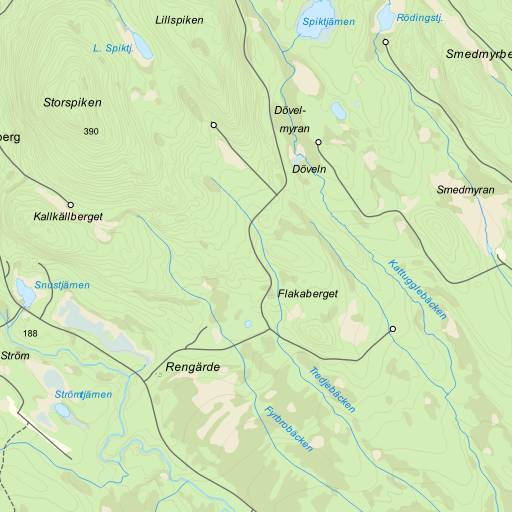 Lillspiken
Spiktjärnen
Rödingstj.
L. Spiktj.
Smedmyrbe
Storspiken
390
Dövel-
myran
berg
Döveln
Smedmyran
Kallkällberget
Kattugglebäcken
Snustjärnen
Flakaberget
188
Ström
Rengärde
Tredjebäcken
Strömtjärnen
Fyrbrobäcken